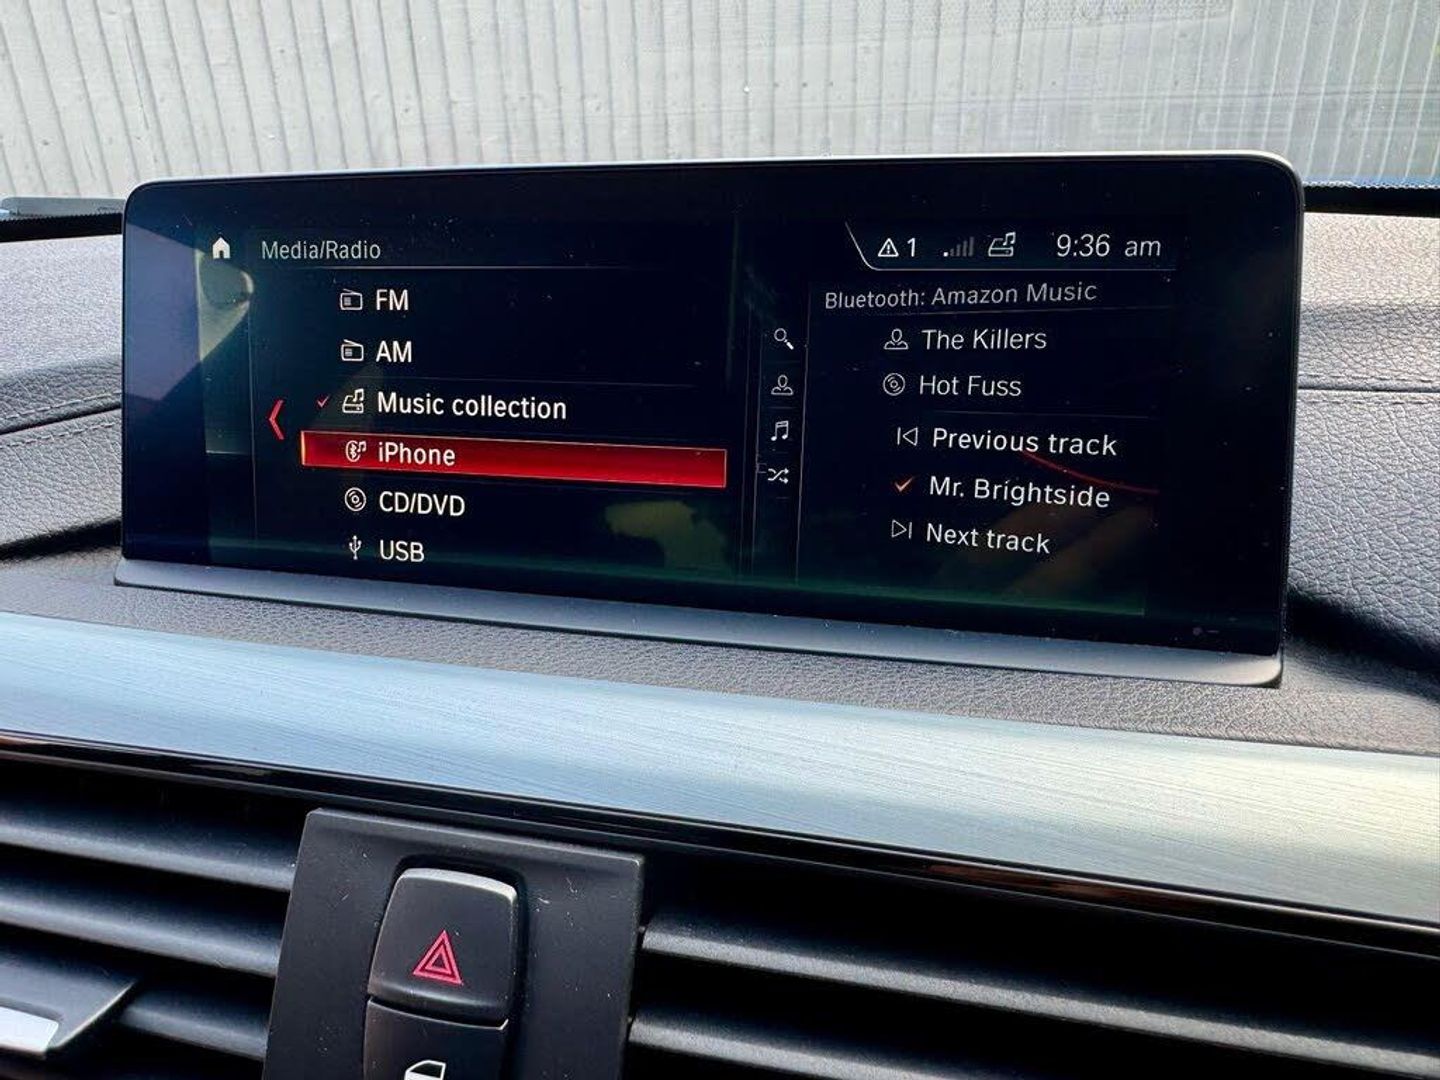 Media/Radio
1
9:36 am
FM
AM
Music collection
iPhone
CD/DVD
USB
Bluetooth: Amazon Music
The Killers
Hot Fuss
Previous track
Mr. Brightside
Next track